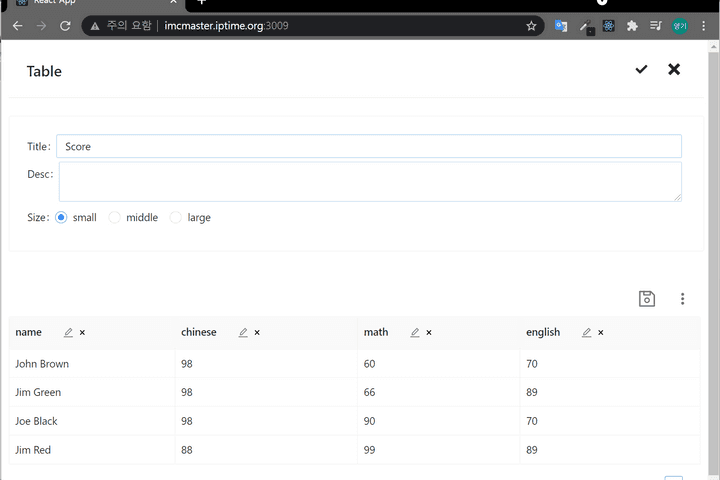 React App
주의 요함 imcmaster.iptime.org:3009
영기
Table
Title: Score
Desc:
Size: small middle large
name chinese math english
John Brown 98 60 70
Jim Green 98 66 89
Joe Black 98 90 70
Jim Red 88 99 89